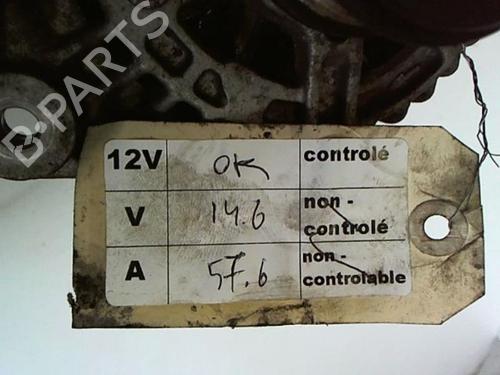 B-PARTS
12V OK controlé
V 14.6 non-controlé
A 57.6 non-controlable